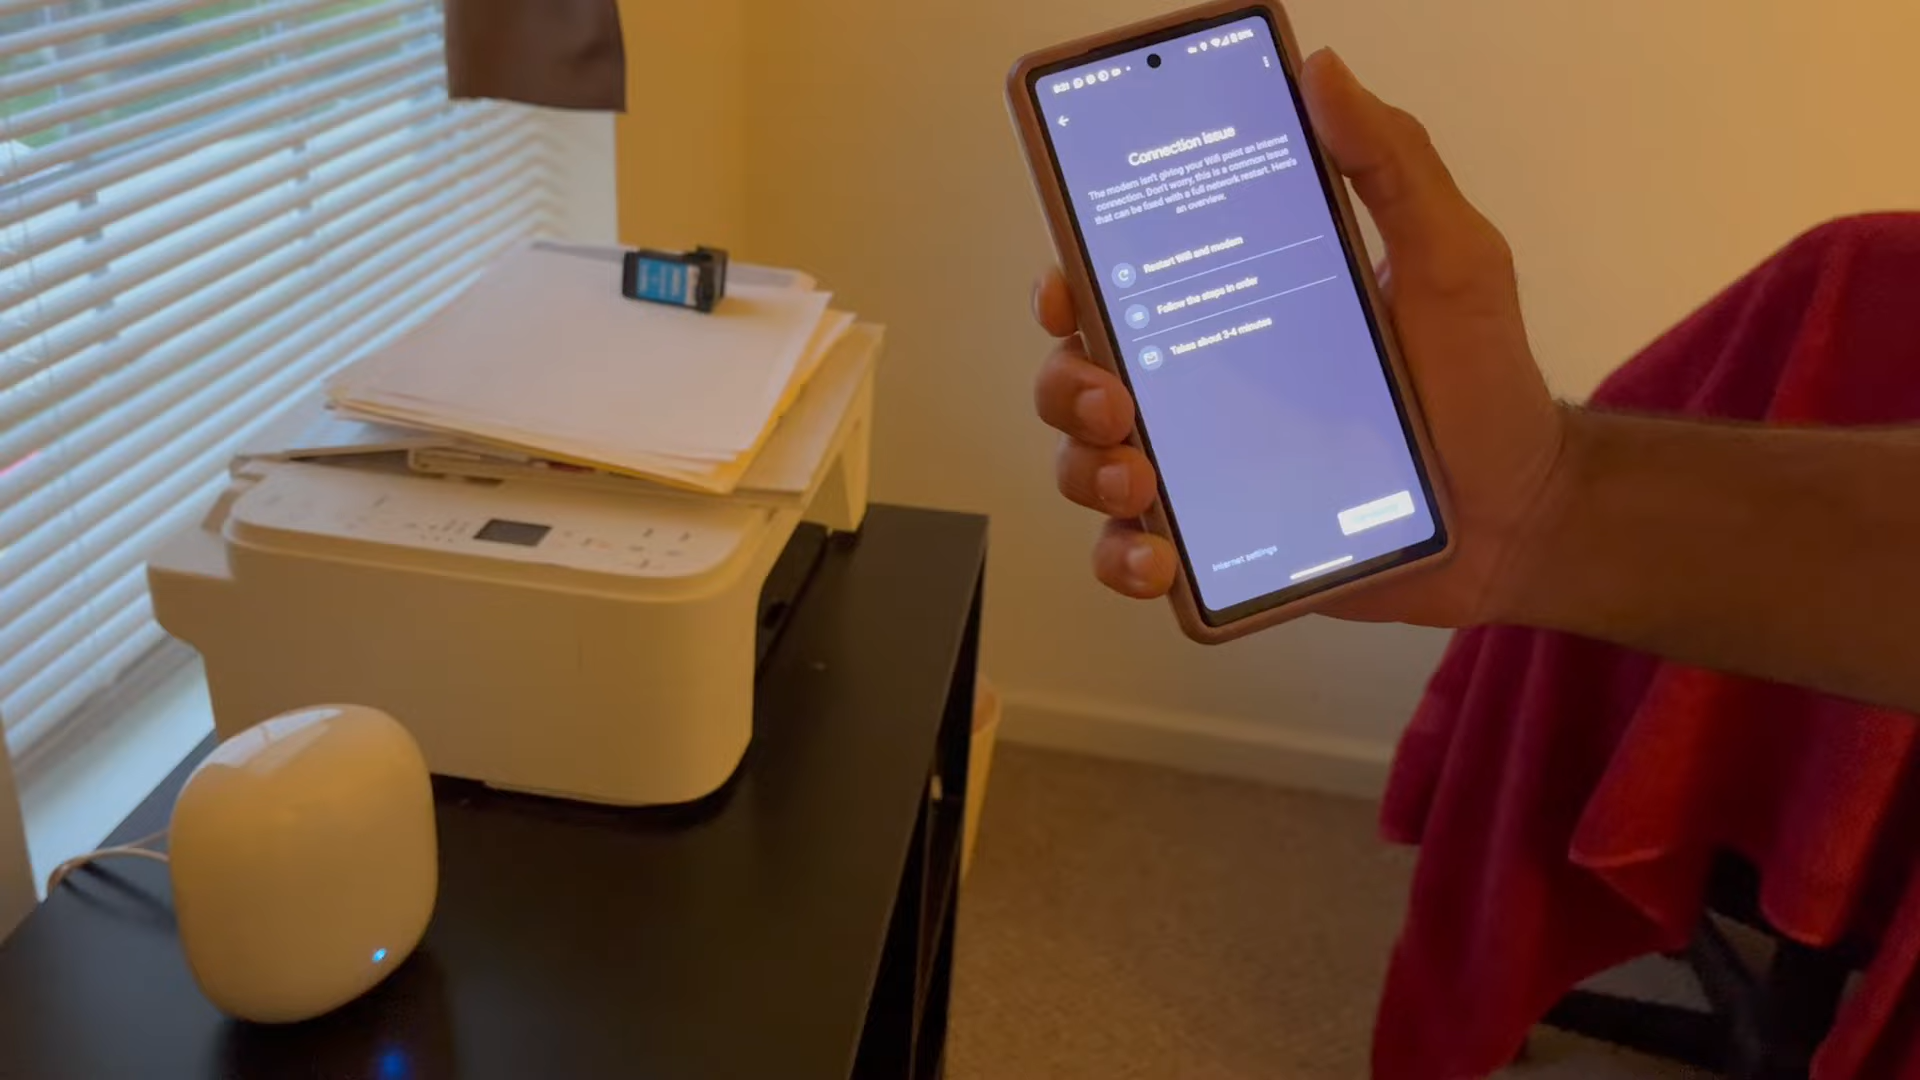 Connection issue
The modem isn't giving your Wifi point an internet
connection. Don't worry, this is a common issue
that can be fixed with a full network restart. Here's
an overview.
Restart Wifi and modem
Follow the steps in order
Takes about 3-4 minutes
Internet settings